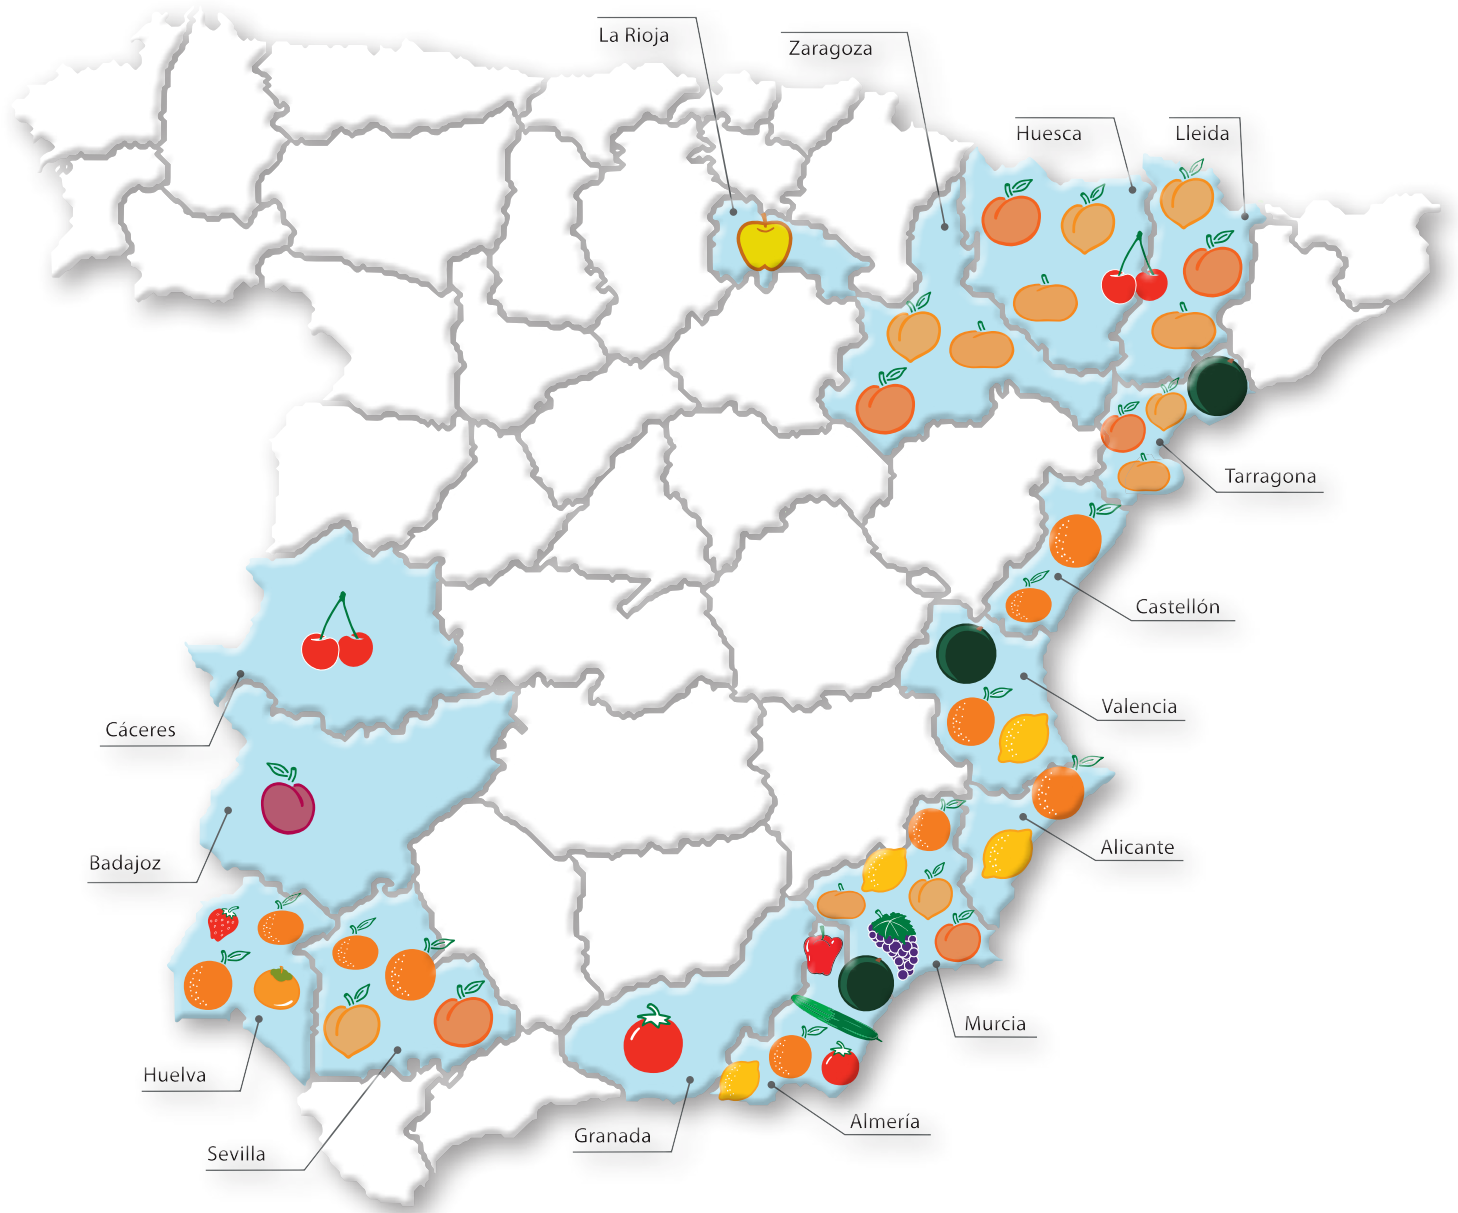 La Rioja
Zaragoza
Huesca
Lleida
Tarragona
Castellón
Cáceres
Valencia
Badajoz
Alicante
Murcia
Huelva
Almería
Granada
Sevilla